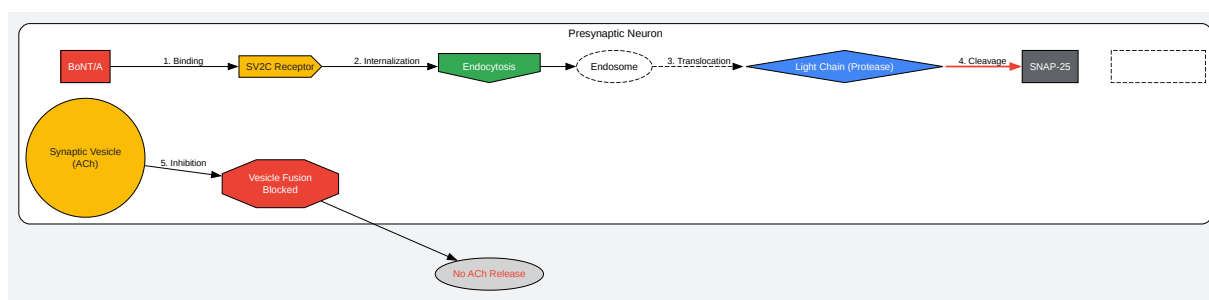 Presynaptic Neuron
BoNT/A
1. Binding
SV2C Receptor
2. Internalization
Endocytosis
Endosome
3. Translocation
Light Chain (Protease)
4. Cleavage
SNAP-25
Synaptic Vesicle
(ACh)
5. Inhibition
Vesicle Fusion
Blocked
No ACh Release